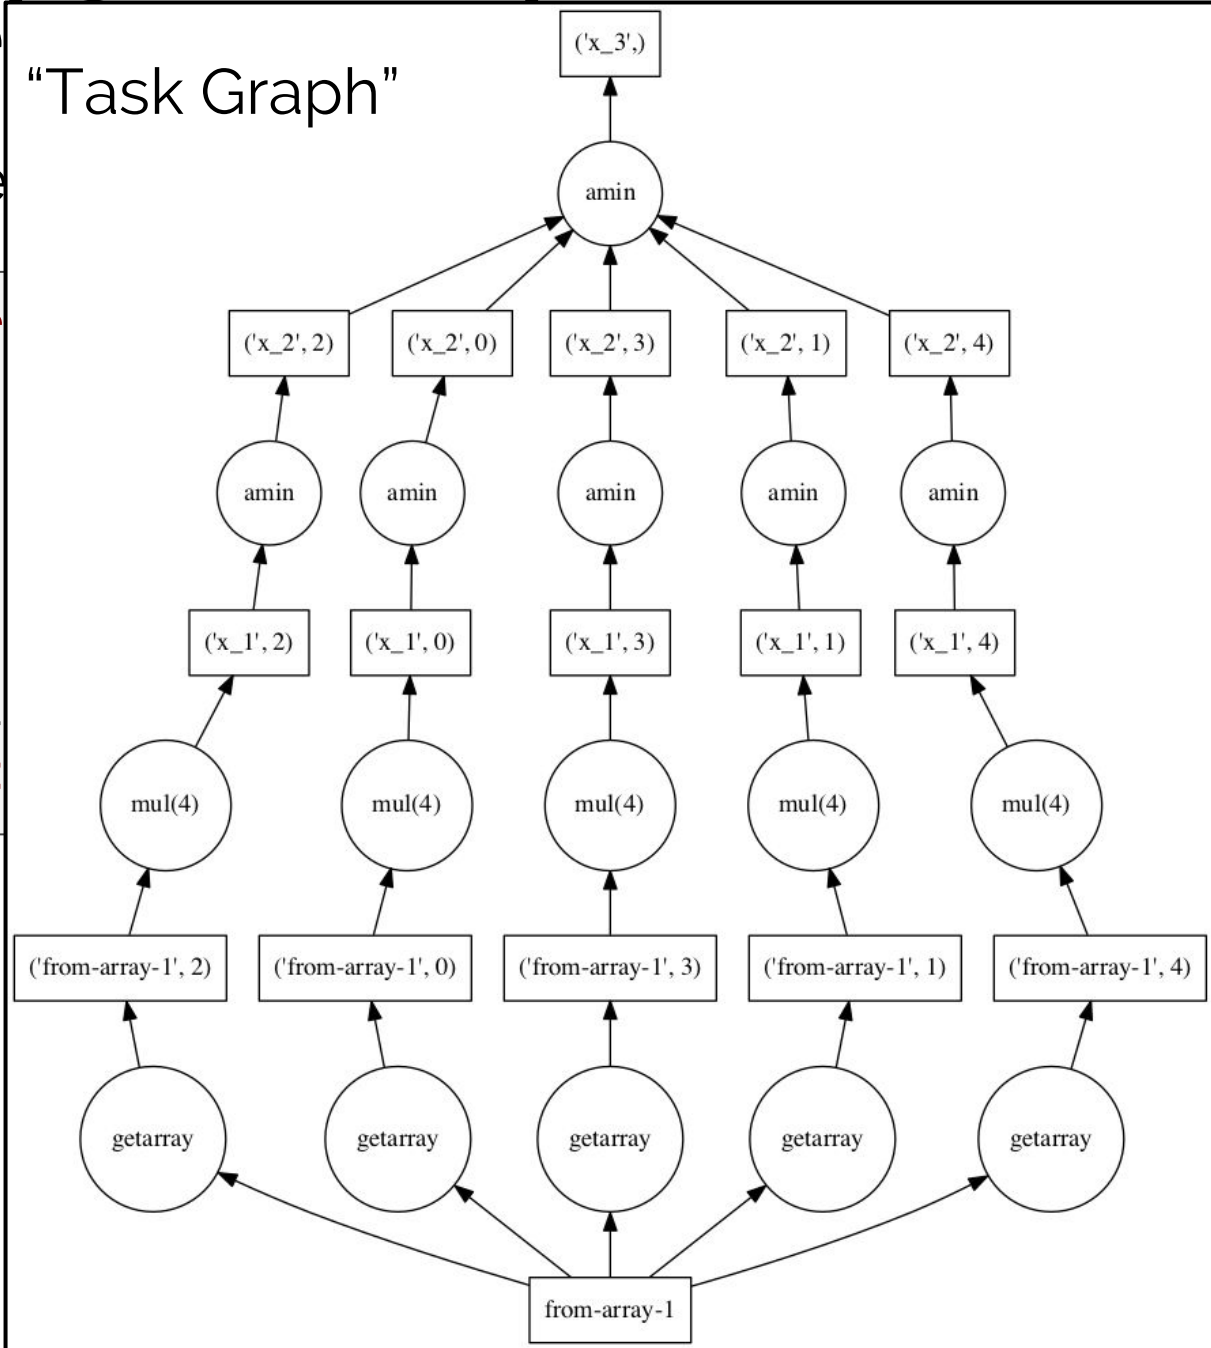 ('x_3',)
“Task Graph”
amin
('x_2', 2) ('x_2', 0) ('x_2', 3) ('x_2', 1) ('x_2', 4)
amin amin amin amin amin
('x_1', 2) ('x_1', 0) ('x_1', 3) ('x_1', 1) ('x_1', 4)
mul(4) mul(4) mul(4) mul(4) mul(4)
('from-array-1', 2) ('from-array-1', 0) ('from-array-1', 3) ('from-array-1', 1) ('from-array-1', 4)
getarray getarray getarray getarray getarray
from-array-1